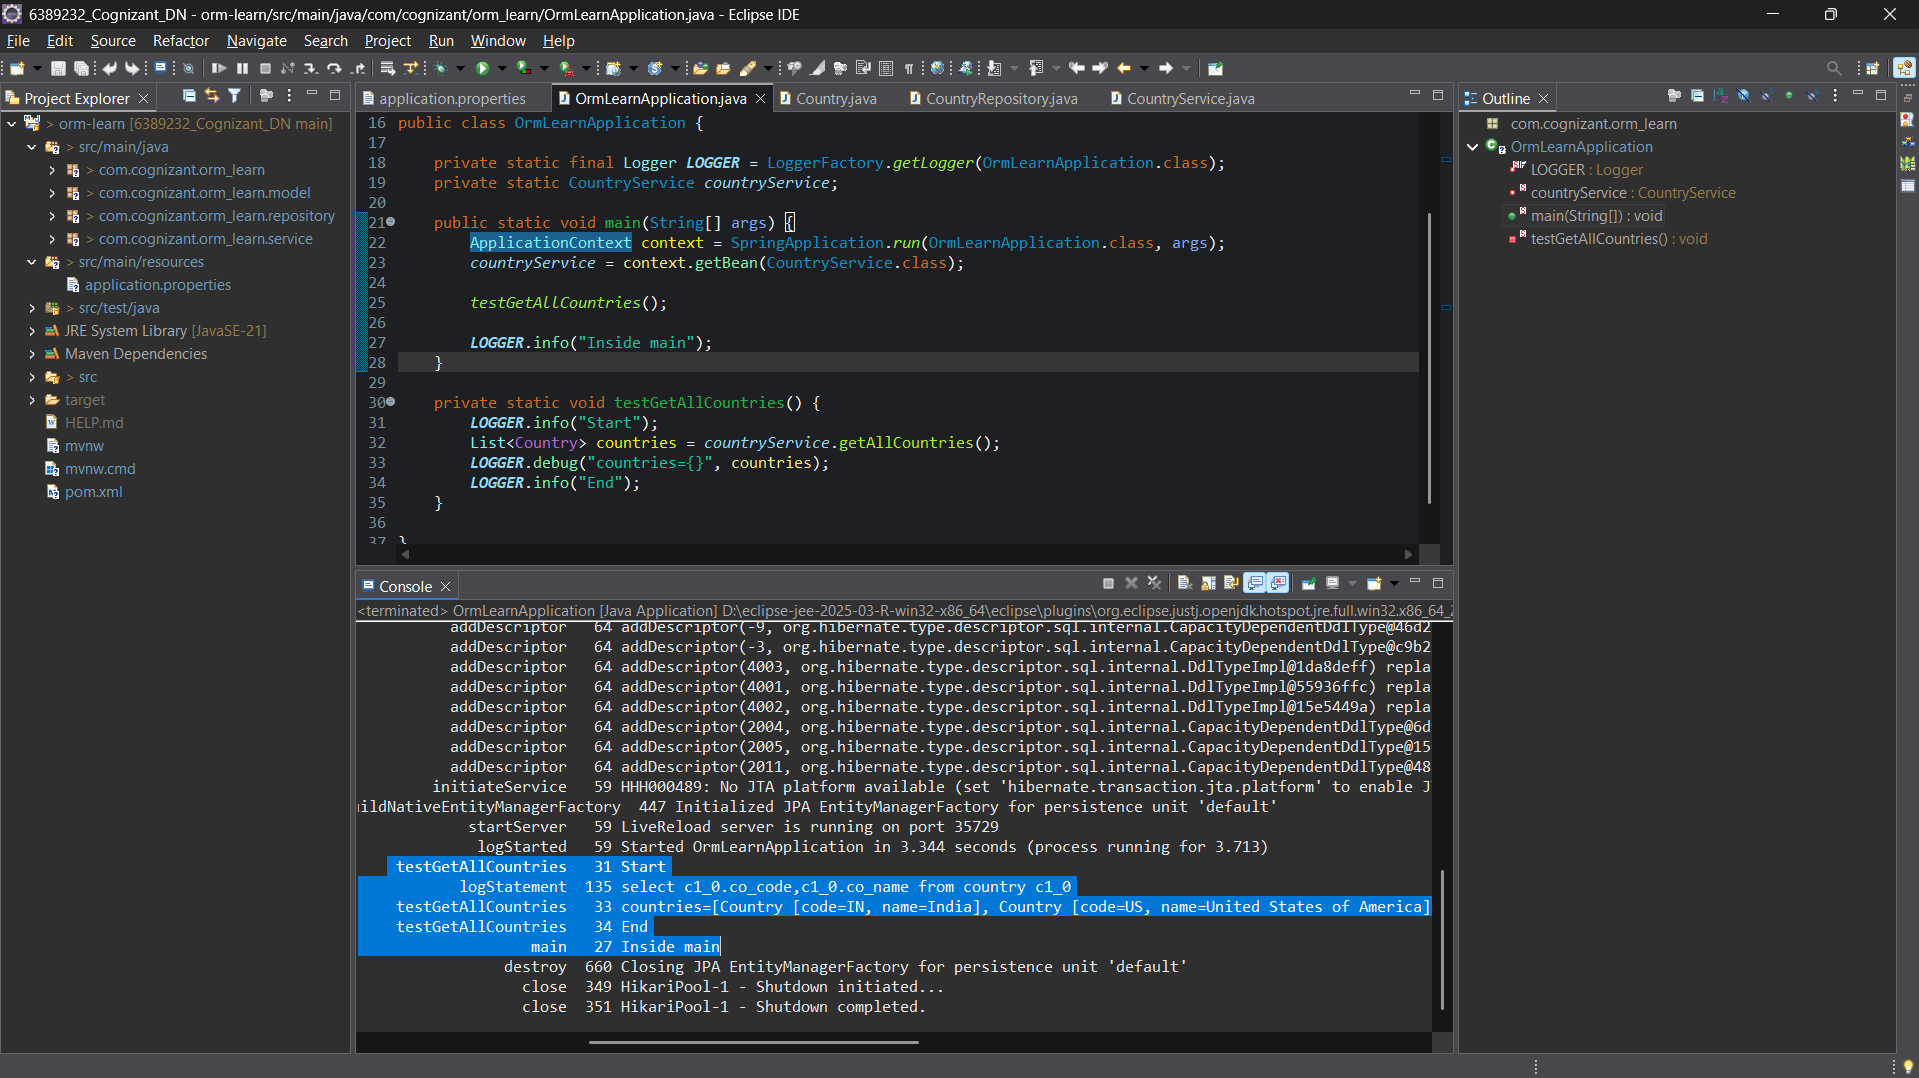 6389232_Cognizant_DN - orm-learn/src/main/java/com/cognizant/orm_learn/OrmLearnApplication.java - Eclipse IDE
File Edit Source Refactor Navigate Search Project Run Window Help
Project Explorer
> orm-learn [6389232_Cognizant_DN main]
> src/main/java
> com.cognizant.orm_learn
> com.cognizant.orm_learn.model
> com.cognizant.orm_learn.repository
> com.cognizant.orm_learn.service
> src/main/resources
application.properties
> src/test/java
JRE System Library [JavaSE-21]
Maven Dependencies
> src
target
HELP.md
mvnw
mvnw.cmd
pom.xml
application.properties OrmLearnApplication.java Country.java CountryRepository.java CountryService.java
16 public class OrmLearnApplication {
17
18 private static final Logger LOGGER = LoggerFactory.getLogger(OrmLearnApplication.class);
19 private static CountryService countryService;
20
21 public static void main(String[] args) {
22 ApplicationContext context = SpringApplication.run(OrmLearnApplication.class, args);
23 countryService = context.getBean(CountryService.class);
24
25 testGetAllCountries();
26
27 LOGGER.info("Inside main");
28 }
29
30 private static void testGetAllCountries() {
31 LOGGER.info("Start");
32 List<Country> countries = countryService.getAllCountries();
33 LOGGER.debug("countries={}", countries);
34 LOGGER.info("End");
35 }
36
37 }
Console
<terminated> OrmLearnApplication [Java Application] D:\eclipse-jee-2025-03-R-win32-x86_64\eclipse\plugins\org.eclipse.justj.openjdk.hotspot.jre.full.win32.x86_64_
addDescriptor 64 addDescriptor(-9, org.hibernate.type.descriptor.sql.internal.CapacityDependentDdlType@46d2
addDescriptor 64 addDescriptor(-3, org.hibernate.type.descriptor.sql.internal.CapacityDependentDdlType@c9b2
addDescriptor 64 addDescriptor(4003, org.hibernate.type.descriptor.sql.internal.DdlTypeImpl@1da8deff) repla
addDescriptor 64 addDescriptor(4001, org.hibernate.type.descriptor.sql.internal.DdlTypeImpl@55936ffc) repla
addDescriptor 64 addDescriptor(4002, org.hibernate.type.descriptor.sql.internal.DdlTypeImpl@15e5449a) repla
addDescriptor 64 addDescriptor(2004, org.hibernate.type.descriptor.sql.internal.CapacityDependentDdlType@6d
addDescriptor 64 addDescriptor(2005, org.hibernate.type.descriptor.sql.internal.CapacityDependentDdlType@15
addDescriptor 64 addDescriptor(2011, org.hibernate.type.descriptor.sql.internal.CapacityDependentDdlType@48
initiateService 59 HHH000489: No JTA platform available (set 'hibernate.transaction.jta.platform' to enable J
ildNativeEntityManagerFactory 447 Initialized JPA EntityManagerFactory for persistence unit 'default'
startServer 59 LiveReload server is running on port 35729
logStarted 59 Started OrmLearnApplication in 3.344 seconds (process running for 3.713)
testGetAllCountries 31 Start
logStatement 135 select c1_0.co_code,c1_0.co_name from country c1_0
testGetAllCountries 33 countries=[Country [code=IN, name=India], Country [code=US, name=United States of America]
testGetAllCountries 34 End
main 27 Inside main
destroy 660 Closing JPA EntityManagerFactory for persistence unit 'default'
close 349 HikariPool-1 - Shutdown initiated...
close 351 HikariPool-1 - Shutdown completed.
Outline
com.cognizant.orm_learn
OrmLearnApplication
LOGGER : Logger
countryService : CountryService
main(String[]) : void
testGetAllCountries() : void